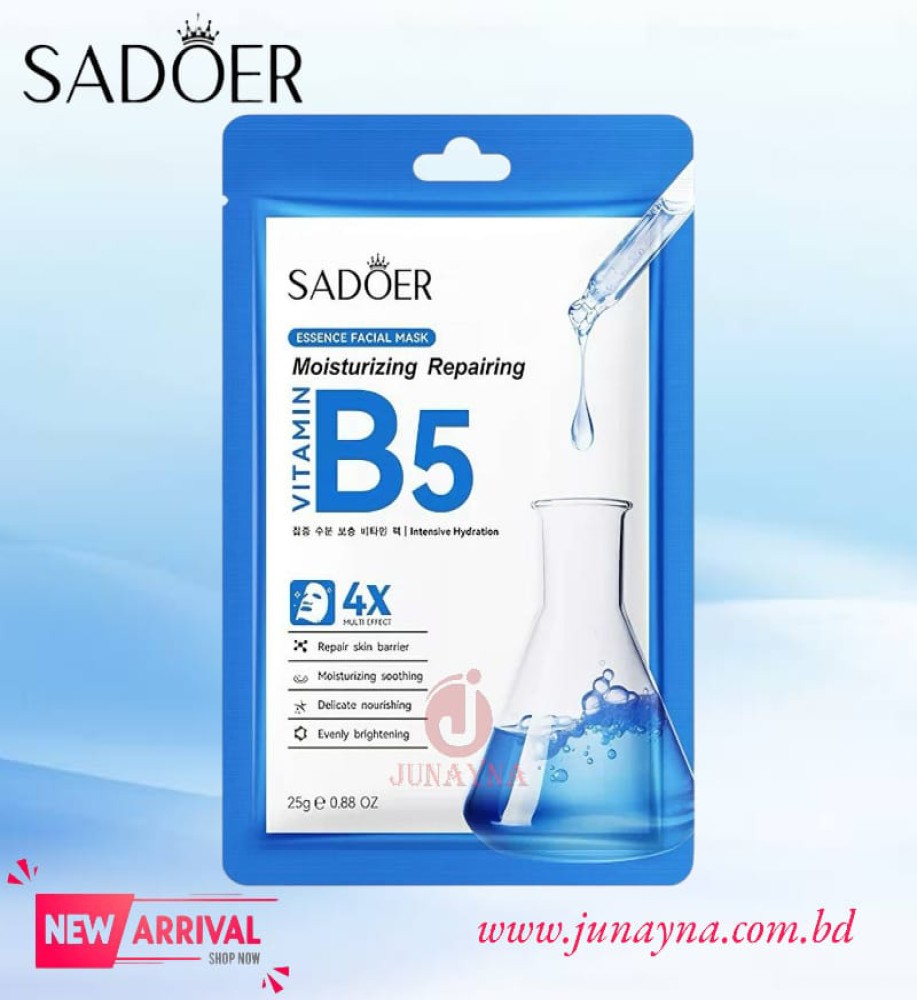 SADOER
SADOER
ESSENCE FACIAL MASK
Moisturizing Repairing
VITAMIN
B5
집중 수분 보충 비타민 팩 | Intensive Hydration
4X
MULTI EFFECT
Repair skin barrier
Moisturizing soothing
Delicate nourishing
Evenly brightening
JUNAYNA
25g e 0.88 OZ
NEW ARRIVAL
SHOP NOW
www.junayna.com.bd